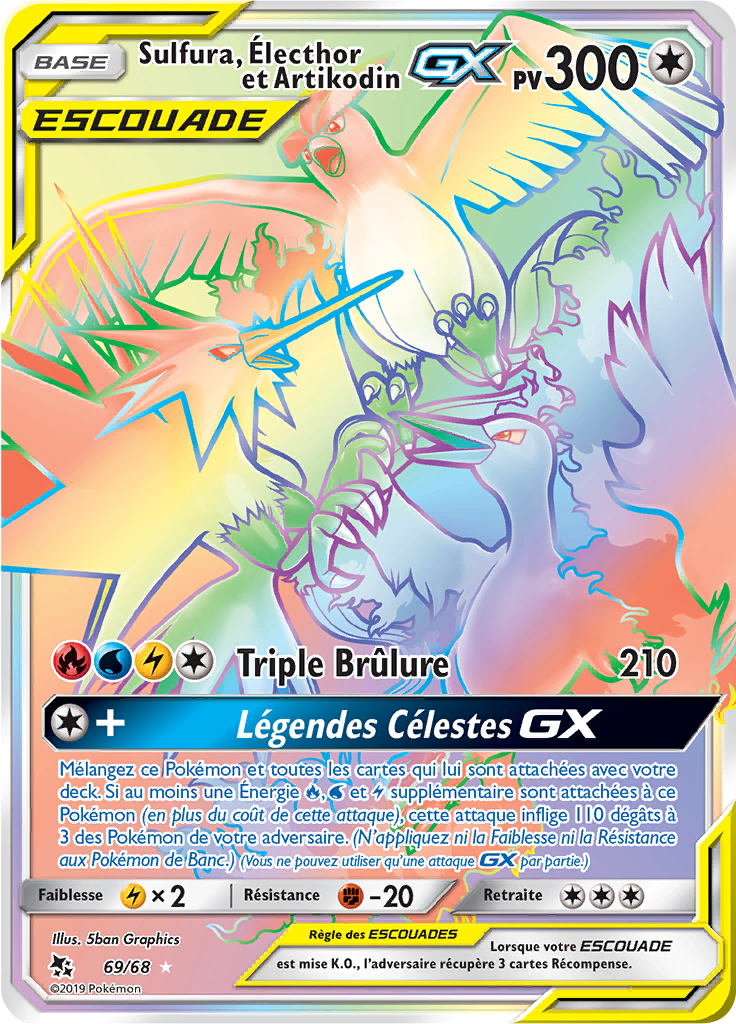 BASE
Sulfura, Électhor
et Artikodin GX
PV300
ESCOUADE
Triple Brûlure 210
+ Légendes Célestes GX
Mélangez ce Pokémon et toutes les cartes qui lui sont attachées avec votre
deck. Si au moins une Énergie , et supplémentaire sont attachées à ce
Pokémon (en plus du coût de cette attaque), cette attaque inflige 110 dégâts à
3 des Pokémon de votre adversaire. (N'appliquez ni la Faiblesse ni la Résistance
aux Pokémon de Banc.) (Vous ne pouvez utiliser qu'une attaque GX par partie.)
Faiblesse ×2 Résistance -20 Retraite
Illus. 5ban Graphics
69/68
©2019 Pokémon
Règle des ESCOUADES
Lorsque votre ESCOUADE
est mise K.O., l'adversaire récupère 3 cartes Récompense.